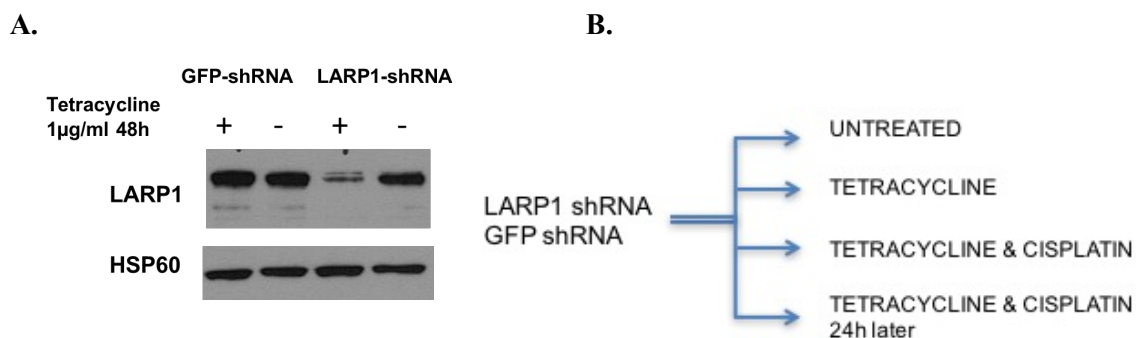 A.
GFP-shRNA LARP1-shRNA
Tetracycline
1µg/ml 48h + - + -
LARP1
HSP60
B.
LARP1 shRNA
GFP shRNA
UNTREATED
TETRACYCLINE
TETRACYCLINE & CISPLATIN
TETRACYCLINE & CISPLATIN
24h later